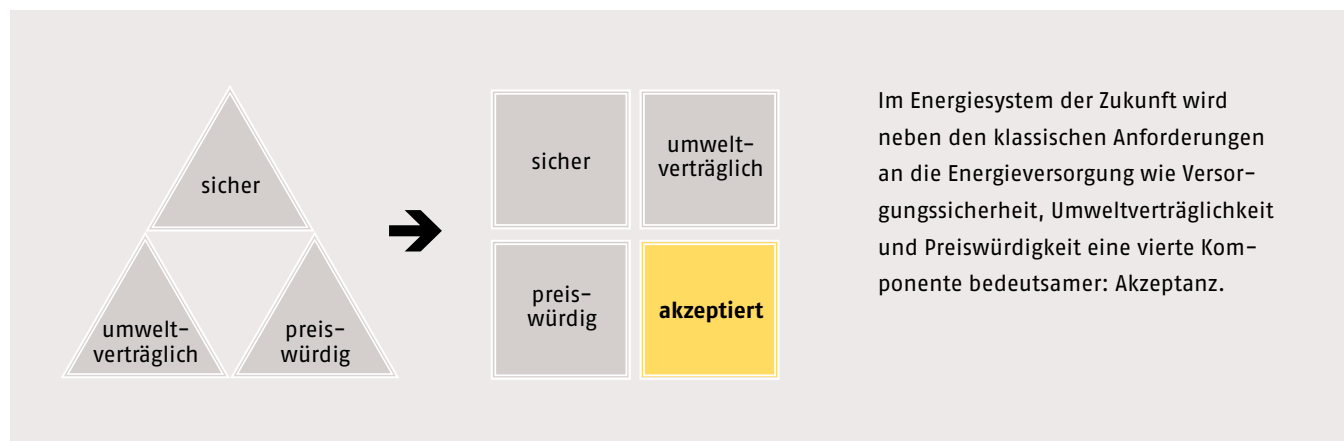 sicher
umwelt-
verträglich
preis-
würdig
sicher
umwelt-
verträglich
preis-
würdig
akzeptiert
Im Energiesystem der Zukunft wird
neben den klassischen Anforderungen
an die Energieversorgung wie Versor-
gungssicherheit, Umweltverträglichkeit
und Preiswürdigkeit eine vierte Kom-
ponente bedeutsamer: Akzeptanz.